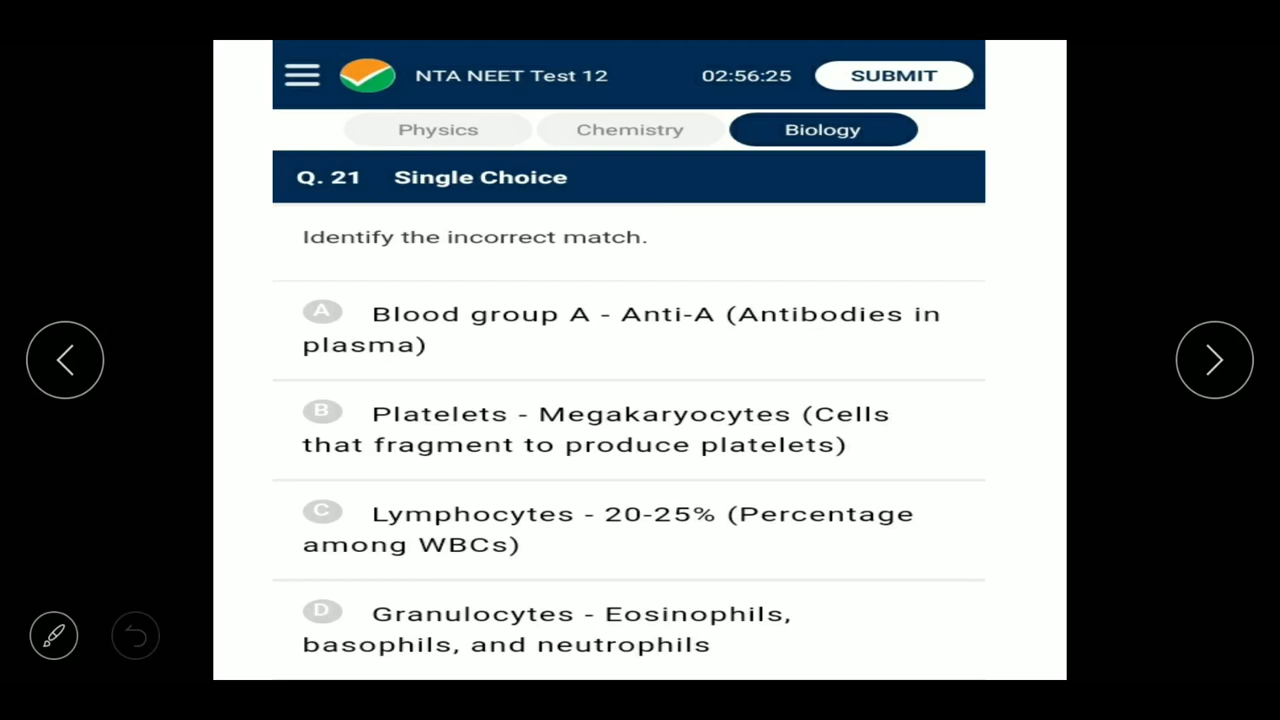 NTA NEET Test 12 02:56:25 SUBMIT
Physics Chemistry Biology
Q. 21 Single Choice
Identify the incorrect match.
A Blood group A - Anti-A (Antibodies in
plasma)
B Platelets - Megakaryocytes (Cells
that fragment to produce platelets)
C Lymphocytes - 20-25% (Percentage
among WBCs)
D Granulocytes - Eosinophils,
basophils, and neutrophils